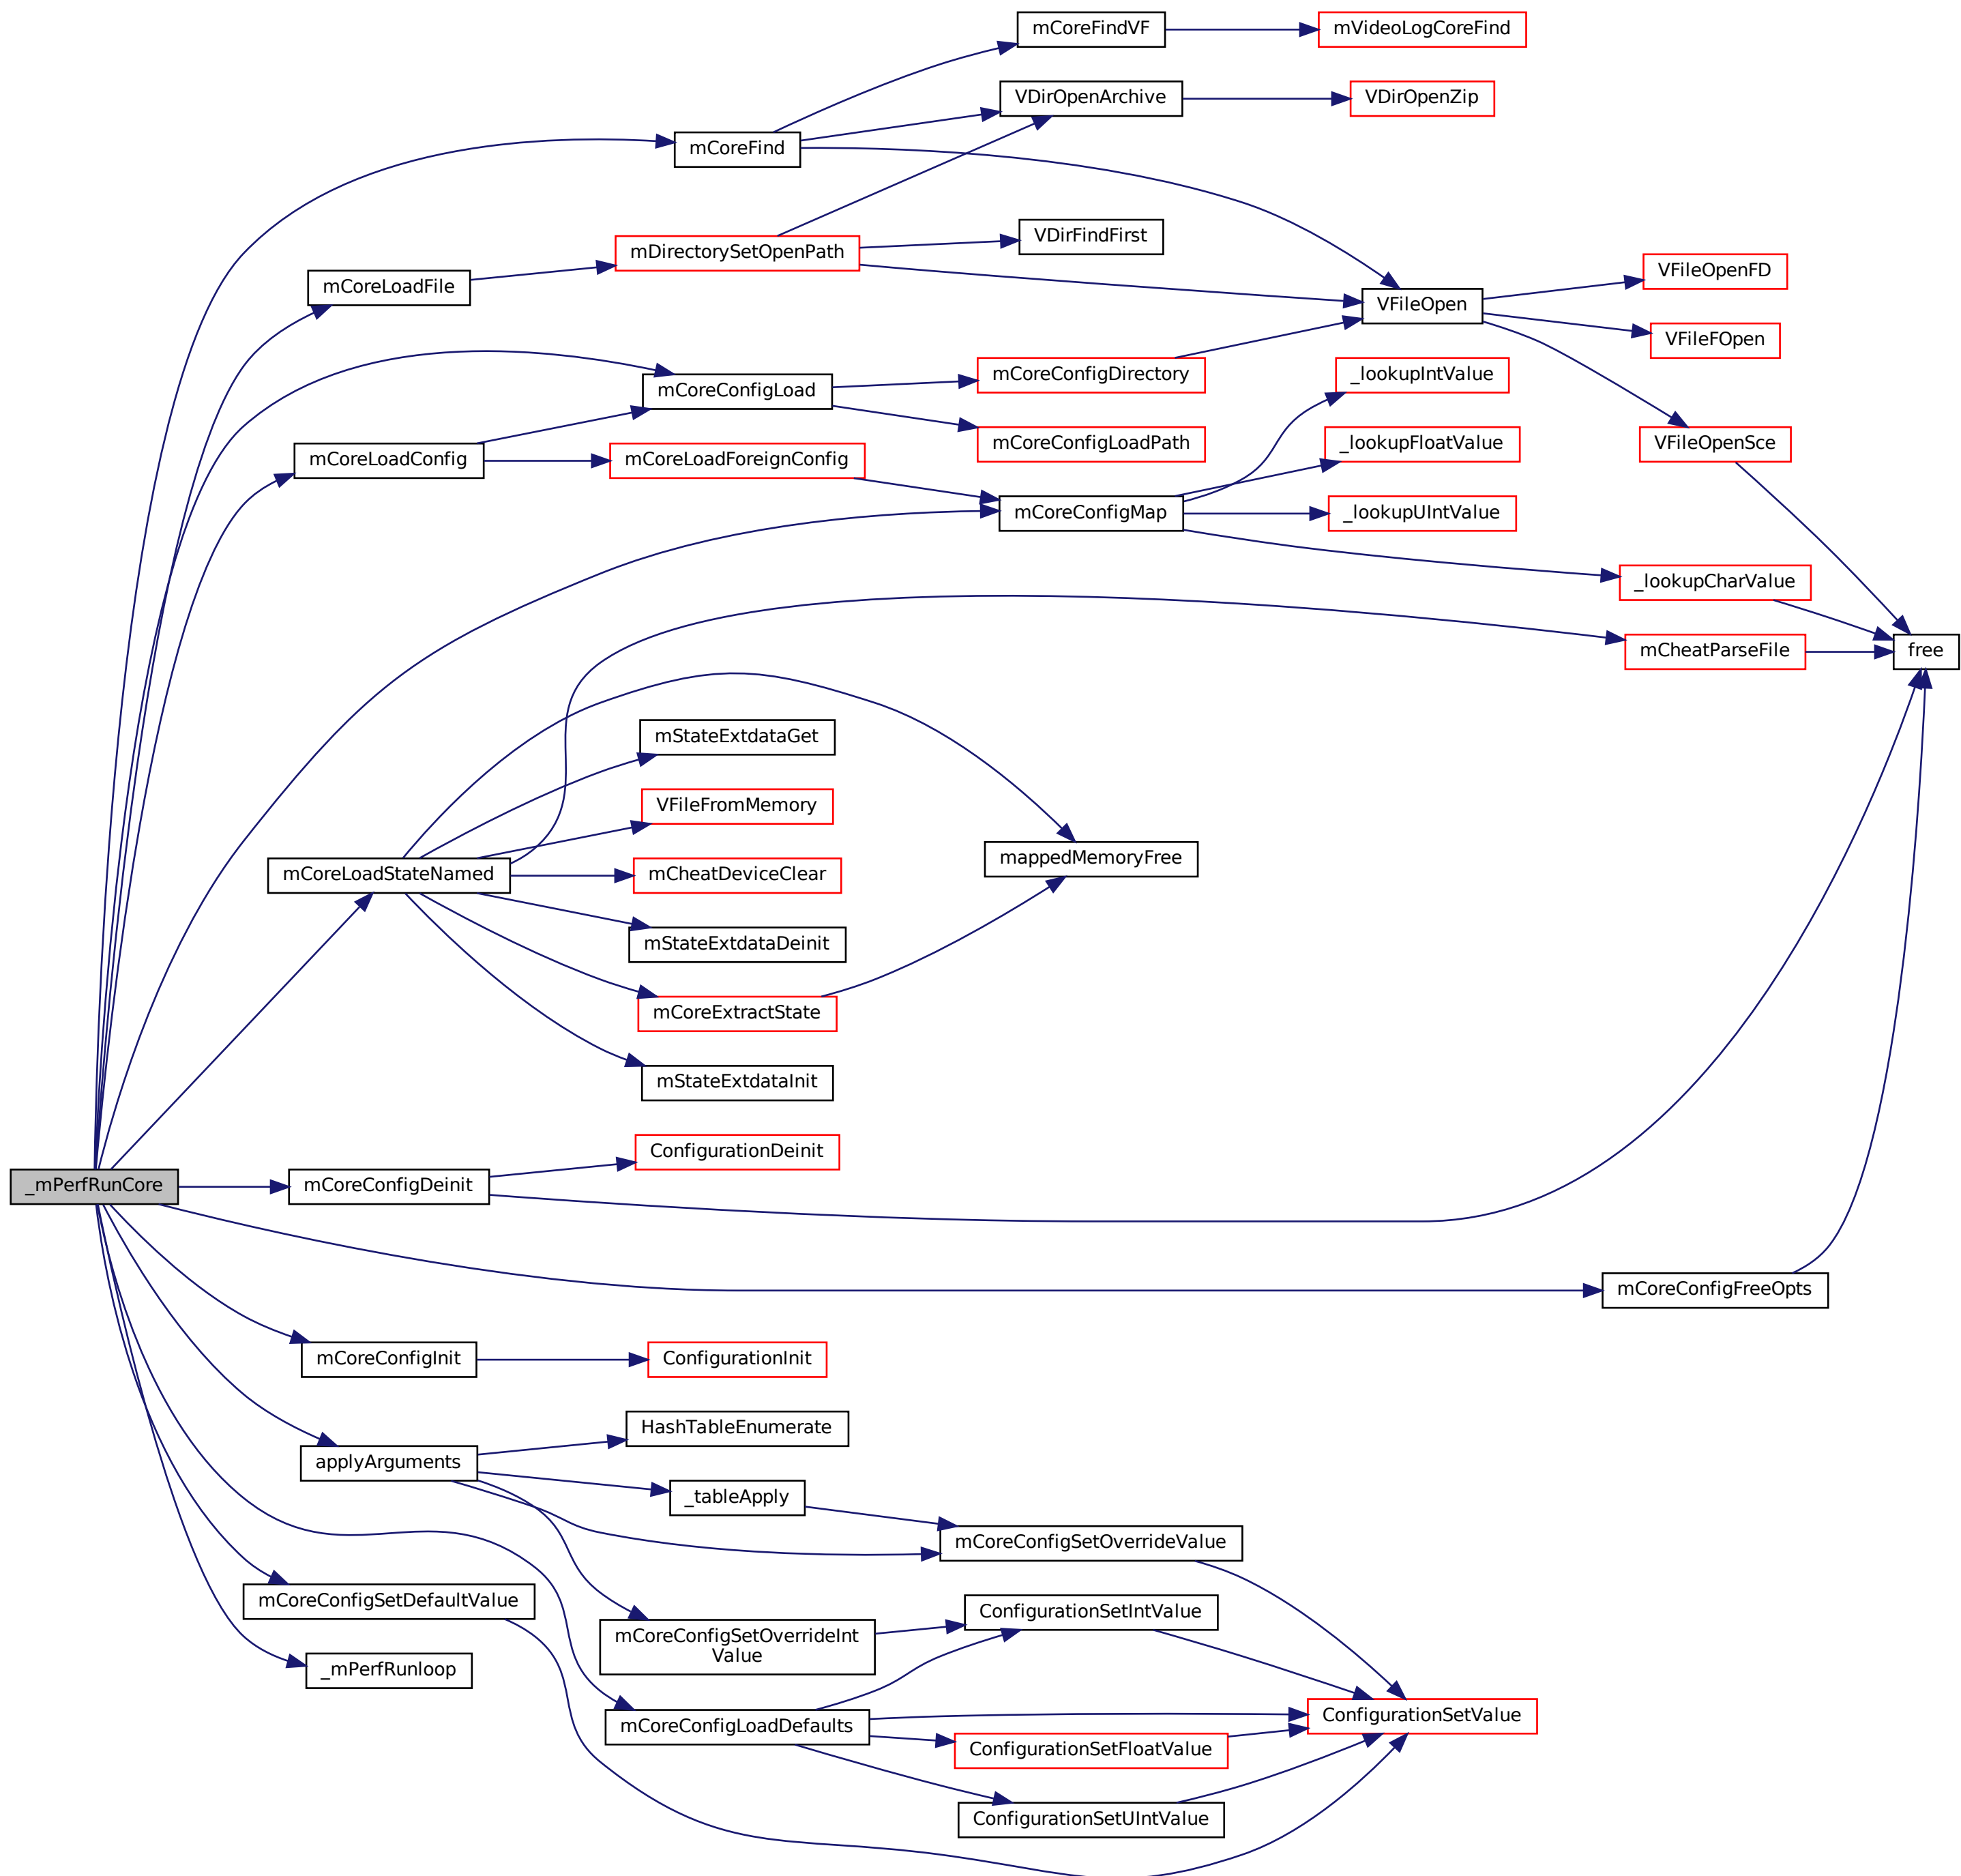 mCoreFindVF
mVideoLogCoreFind
VDirOpenArchive
VDirOpenZip
mCoreFind
VDirFindFirst
mDirectorySetOpenPath
VFileOpenFD
mCoreLoadFile
VFileOpen
VFileFOpen
mCoreConfigDirectory
_lookupIntValue
mCoreConfigLoad
mCoreConfigLoadPath
_lookupFloatValue
VFileOpenSce
mCoreLoadConfig
mCoreLoadForeignConfig
mCoreConfigMap
_lookupUIntValue
_lookupCharValue
mCheatParseFile
free
mStateExtdataGet
VFileFromMemory
mappedMemoryFree
mCoreLoadStateNamed
mCheatDeviceClear
mStateExtdataDeinit
mCoreExtractState
mStateExtdataInit
ConfigurationDeinit
_mPerfRunCore
mCoreConfigDeinit
mCoreConfigFreeOpts
mCoreConfigInit
ConfigurationInit
HashTableEnumerate
applyArguments
_tableApply
mCoreConfigSetOverrideValue
mCoreConfigSetDefaultValue
ConfigurationSetIntValue
mCoreConfigSetOverrideInt
Value
_mPerfRunloop
mCoreConfigLoadDefaults
ConfigurationSetValue
ConfigurationSetFloatValue
ConfigurationSetUIntValue